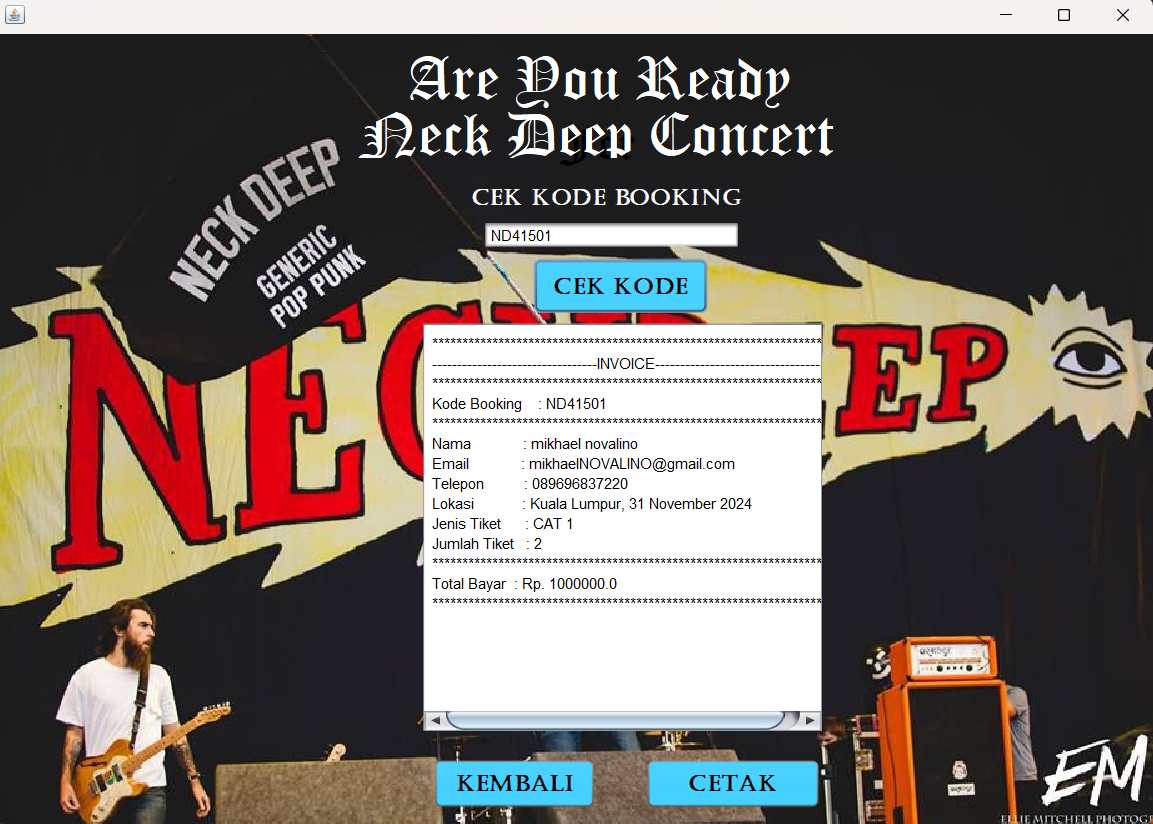 Are You Ready
Neck Deep Concert
CEK KODE BOOKING
ND41501
CEK KODE
NECK DEEP
GENERIC
POP PUNK
NECK DEEP
*****************************************************************
----------------------------------INVOICE----------------------------------
*****************************************************************
Kode Booking : ND41501
*****************************************************************
Nama : mikhael novalino
Email : mikhaelNOVALINO@gmail.com
Telepon : 089696837220
Lokasi : Kuala Lumpur, 31 November 2024
Jenis Tiket : CAT 1
Jumlah Tiket : 2
*****************************************************************
Total Bayar : Rp. 1000000.0
*****************************************************************
KEMBALI
CETAK
EM
ELLIE MITCHELL PHOTOG